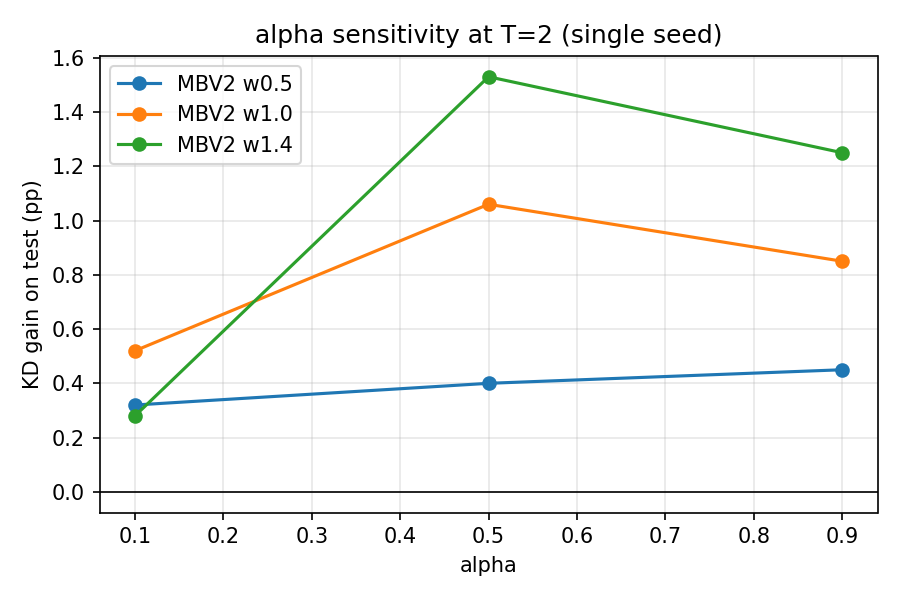 alpha sensitivity at T=2 (single seed)
KD gain on test (pp)
1.6
1.4
1.2
1.0
0.8
0.6
0.4
0.2
0.0
MBV2 w0.5
MBV2 w1.0
MBV2 w1.4
0.1 0.2 0.3 0.4 0.5 0.6 0.7 0.8 0.9
alpha